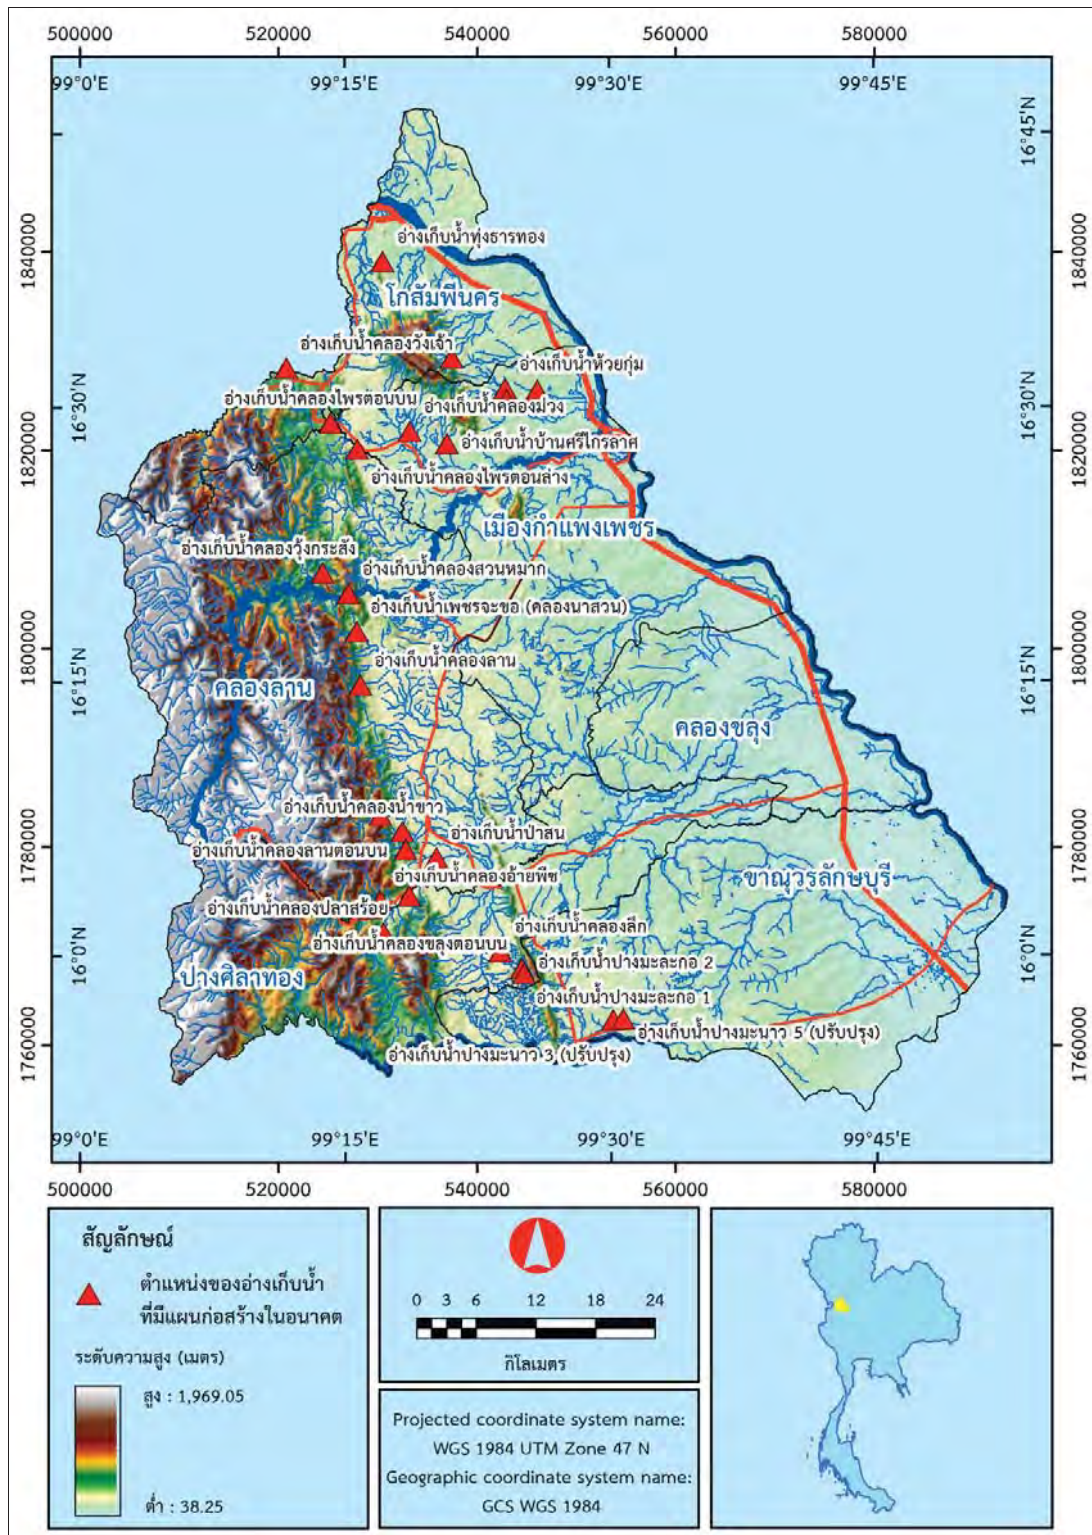 500000 520000 540000 560000 580000
99°0'E 99°15'E 99°30'E 99°45'E
16°45'N 16°45'N
1840000 1840000
อ่างเก็บน้ำทุ่งธารทอง
โกสัมพีนคร
อ่างเก็บน้ำคลองวังเจ้า
อ่างเก็บน้ำห้วยกุ่ม
16°30'N 16°30'N
อ่างเก็บน้ำคลองไพรตอนบน
อ่างเก็บน้ำคลองม่วง
1820000 1820000
อ่างเก็บน้ำบ้านศรีไกรลาศ
อ่างเก็บน้ำคลองไพรตอนล่าง
เมืองกำแพงเพชร
อ่างเก็บน้ำคลองวุ้งกระสัง
อ่างเก็บน้ำคลองสวนหมาก
อ่างเก็บน้ำเพชรจะขอ (คลองนาสวน)
1800000 1800000
อ่างเก็บน้ำคลองลาน
16°15'N 16°15'N
คลองลาน
คลองขลุง
อ่างเก็บน้ำคลองน้ำขาว
อ่างเก็บน้ำป่าสน
1780000 1780000
อ่างเก็บน้ำคลองลานตอนบน
อ่างเก็บน้ำคลองอ้ายพีช
ขาณุวรลักษบุรี
อ่างเก็บน้ำคลองปลาสร้อย
อ่างเก็บน้ำคลองลึก
อ่างเก็บน้ำคลองขลุงตอนบน
16°0'N 16°0'N
อ่างเก็บน้ำปางมะละกอ 2
ปางศิลาทอง
อ่างเก็บน้ำปางมะละกอ 1
อ่างเก็บน้ำปางมะนาว 5 (ปรับปรุง)
1760000 1760000
อ่างเก็บน้ำปางมะนาว 3 (ปรับปรุง)
99°0'E 99°15'E 99°30'E 99°45'E
500000 520000 540000 560000 580000
สัญลักษณ์
ตำแหน่งของอ่างเก็บน้ำ
ที่มีแผนก่อสร้างในอนาคต
ระดับความสูง (เมตร)
สูง : 1,969.05
ต่ำ : 38.25
0 3 6 12 18 24
กิโลเมตร
Projected coordinate system name:
WGS 1984 UTM Zone 47 N
Geographic coordinate system name:
GCS WGS 1984